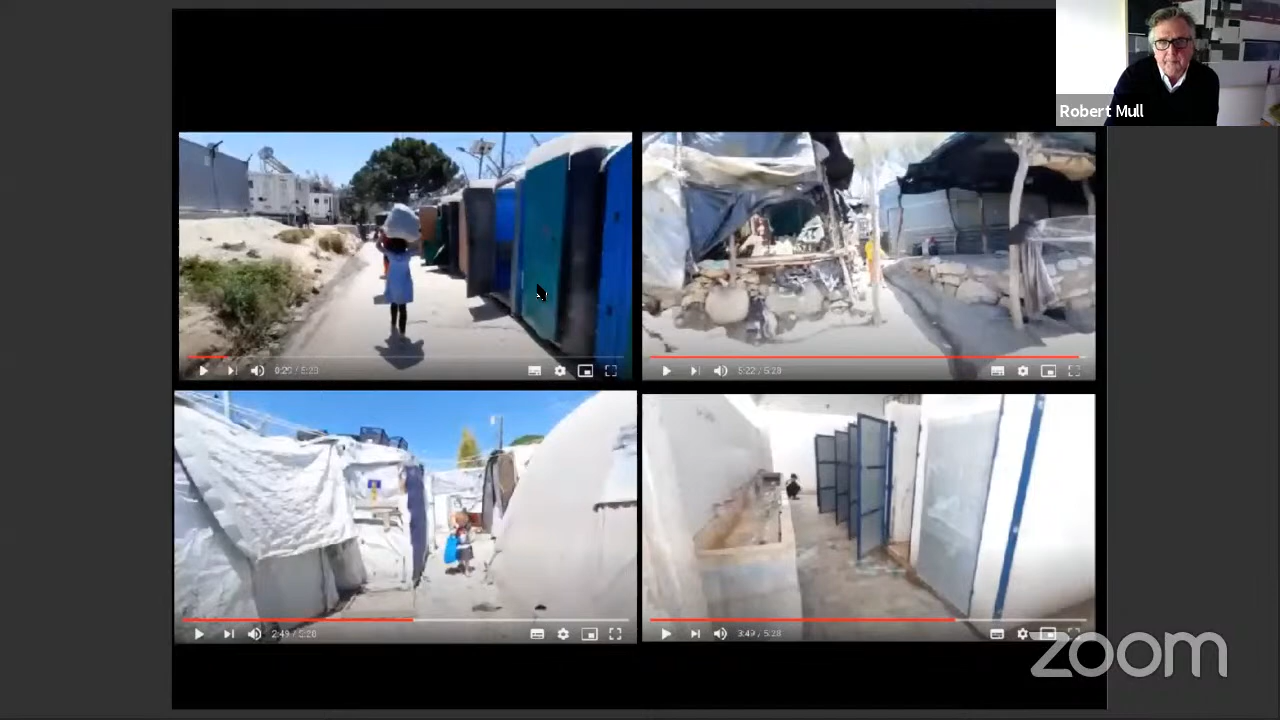 Robert Mull
0:29 / 5:28
5:22 / 5:28
2:49 / 5:28
3:49 / 5:28
zoom